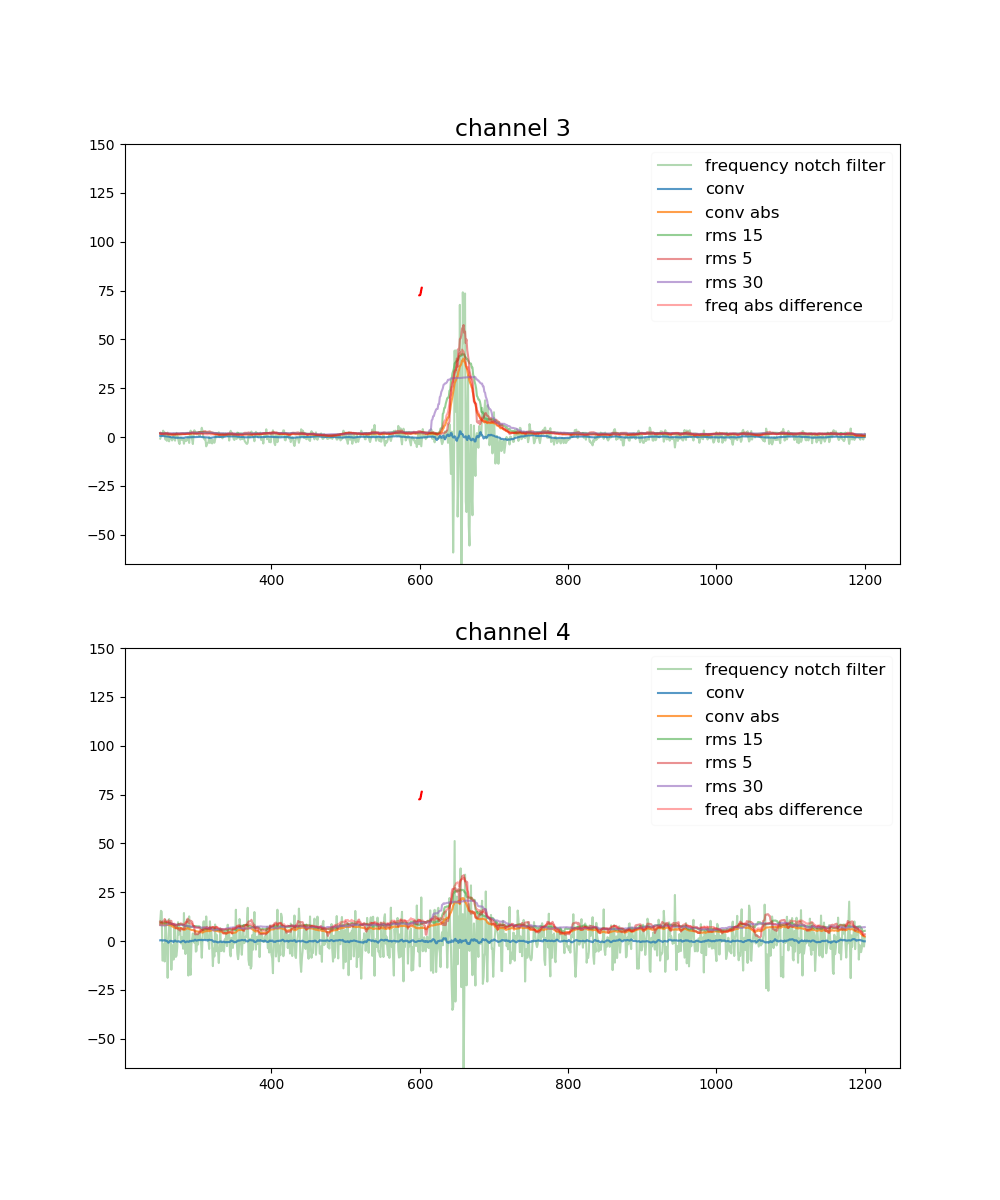 channel 3
150
125
100
75
50
25
0
−25
−50
frequency notch filter
conv
conv abs
rms 15
rms 5
rms 30
freq abs difference
J
400 600 800 1000 1200
channel 4
150
125
100
75
50
25
0
−25
−50
frequency notch filter
conv
conv abs
rms 15
rms 5
rms 30
freq abs difference
J
400 600 800 1000 1200